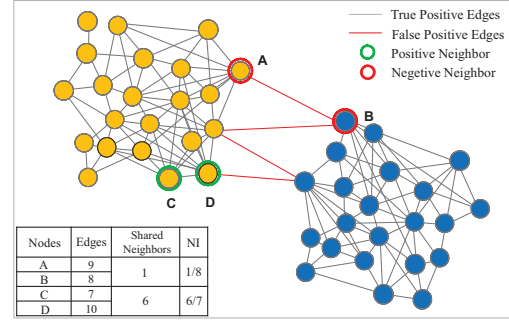 True Positive Edges
False Positive Edges
Positive Neighbor
Negetive Neighbor
A
B
C
D
Nodes Edges Shared Neighbors NI
A 9 1 1/8
B 8
C 7 6 6/7
D 10